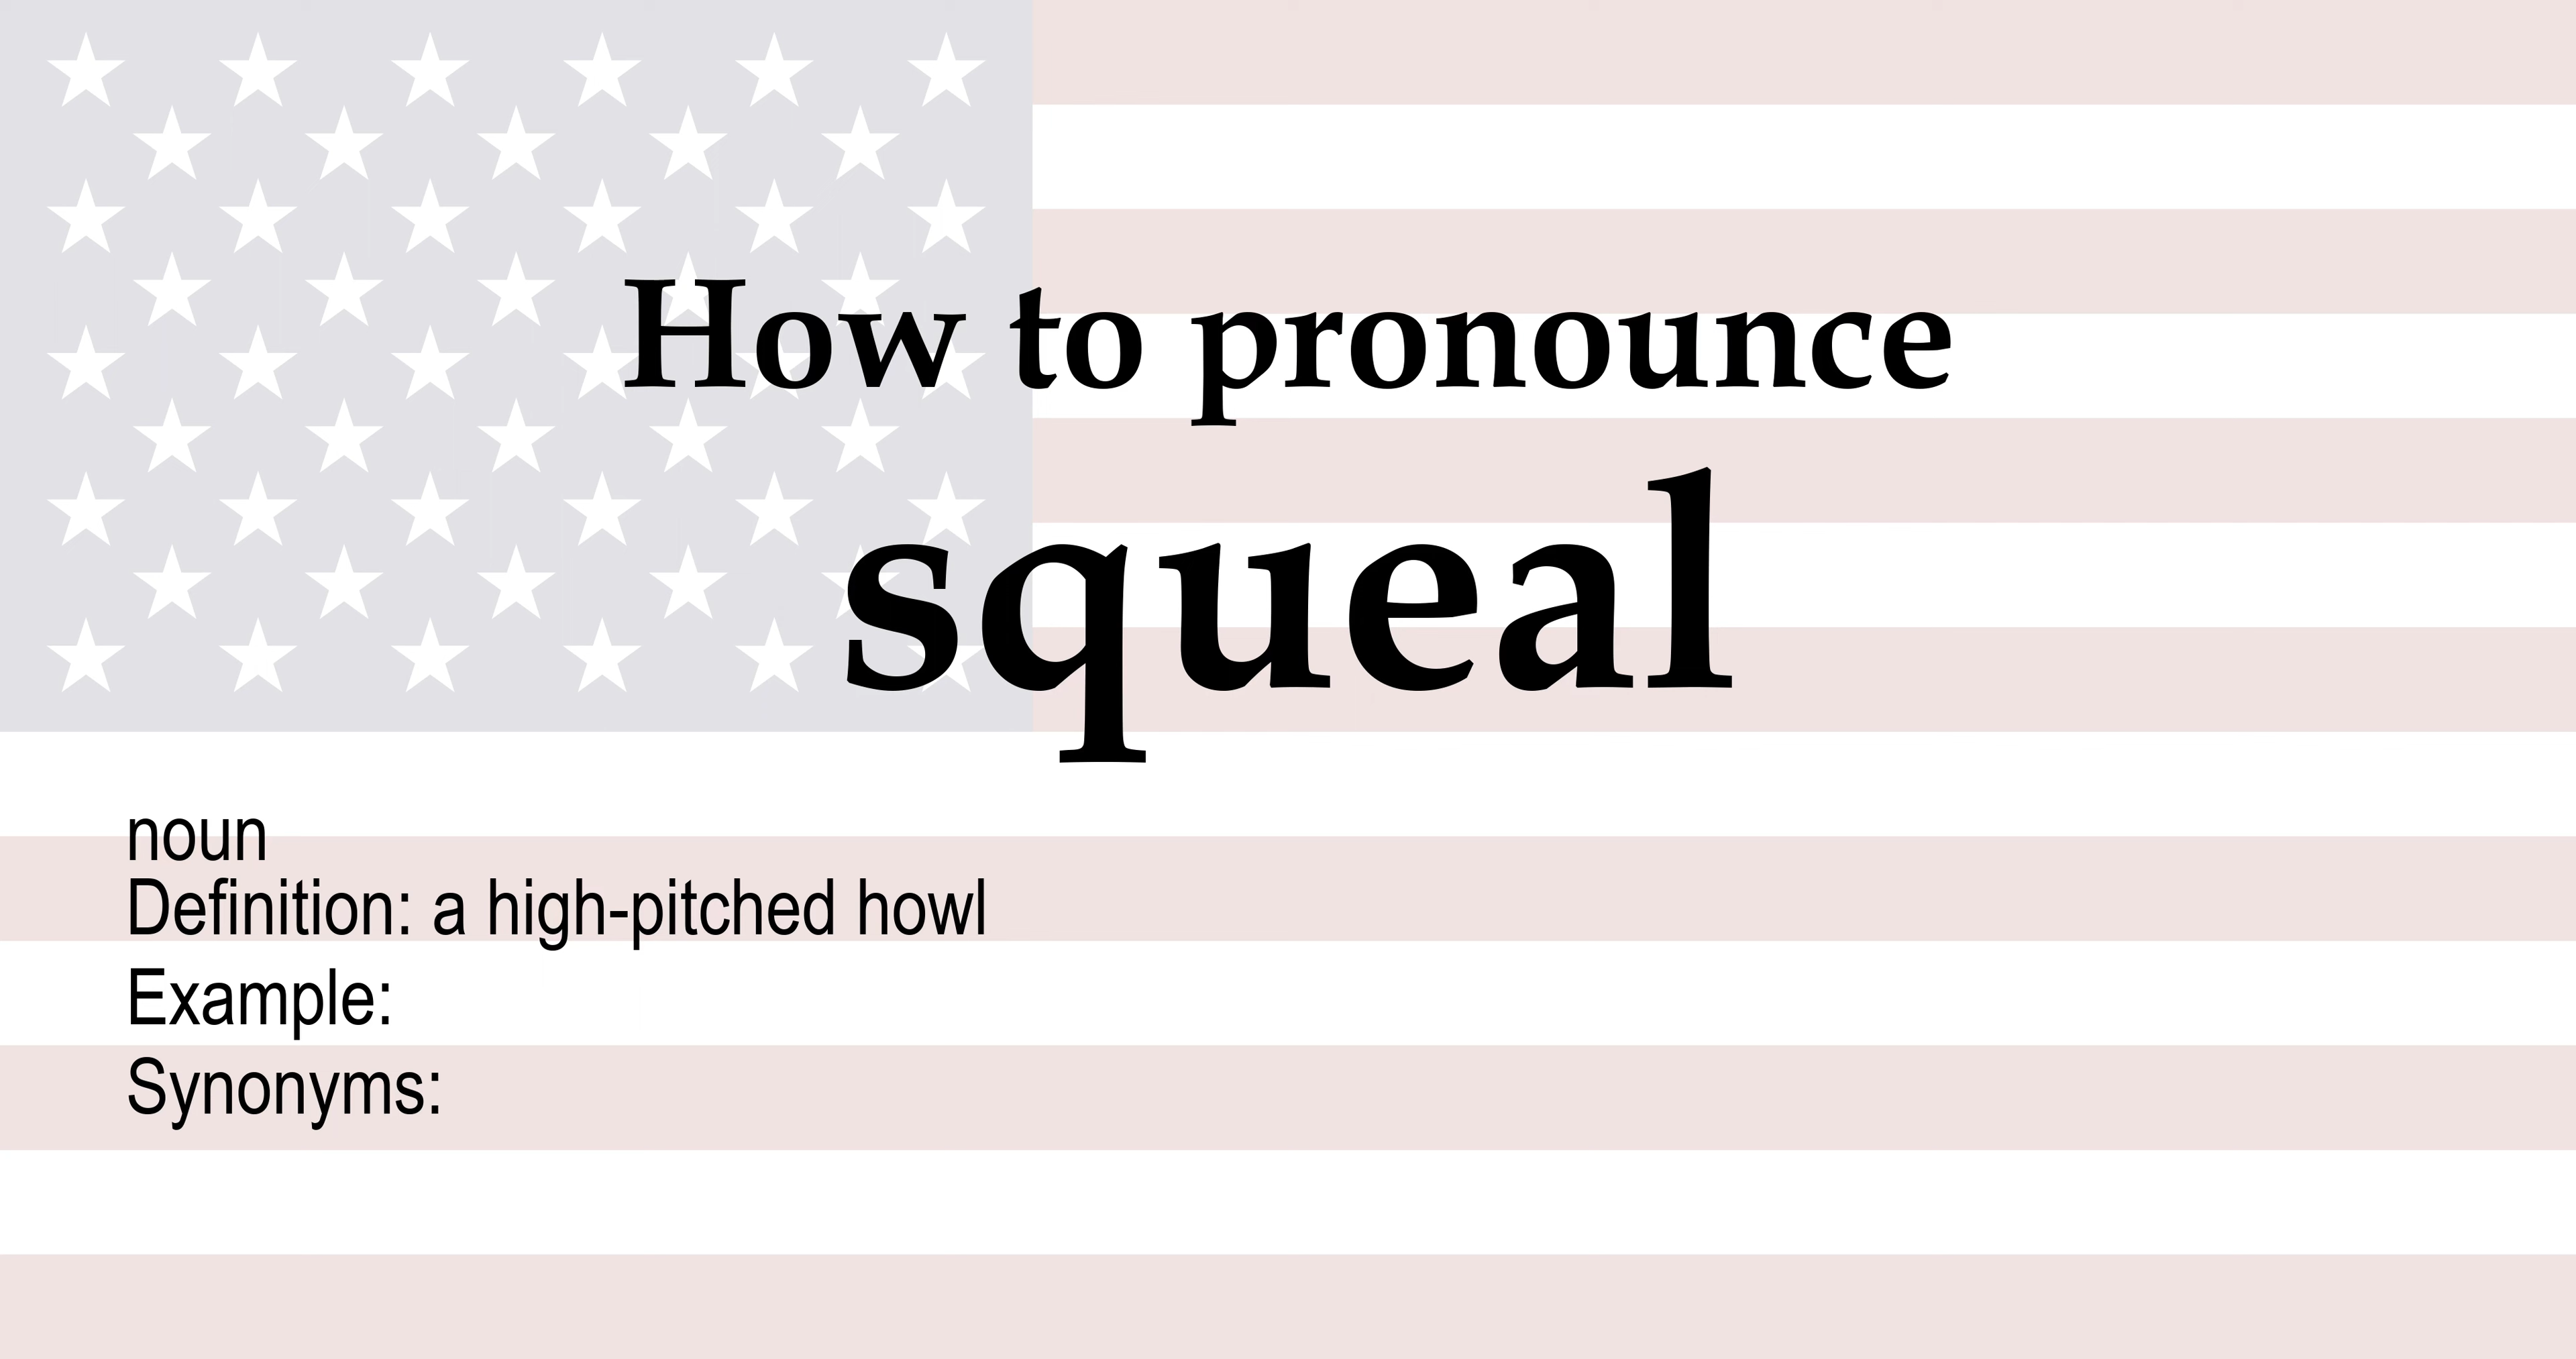 How to pronounce
squeal
noun
Definition: a high-pitched howl
Example:
Synonyms: